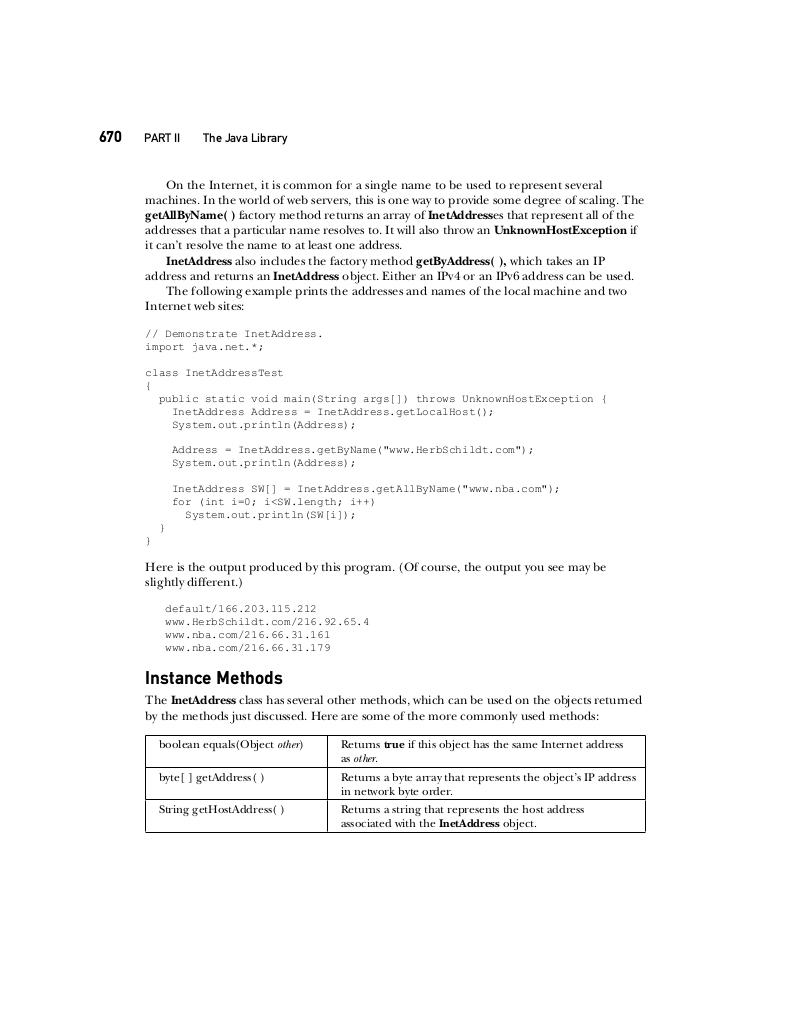 670 PART II The Java Library
On the Internet, it is common for a single name to be used to represent several
machines. In the world of web servers, this is one way to provide some degree of scaling. The
getAllByName( ) factory method returns an array of InetAddresses that represent all of the
addresses that a particular name resolves to. It will also throw an UnknownHostException if
it can't resolve the name to at least one address.
InetAddress also includes the factory method getByAddress( ), which takes an IP
address and returns an InetAddress object. Either an IPv4 or an IPv6 address can be used.
The following example prints the addresses and names of the local machine and two
Internet web sites:
// Demonstrate InetAddress.
import java.net.*;
class InetAddressTest
{
public static void main(String args[]) throws UnknownHostException {
InetAddress Address = InetAddress.getLocalHost();
System.out.println(Address);
Address = InetAddress.getByName("www.HerbSchildt.com");
System.out.println(Address);
InetAddress SW[] = InetAddress.getAllByName("www.nba.com");
for (int i=0; i<SW.length; i++)
System.out.println(SW[i]);
}
}
Here is the output produced by this program. (Of course, the output you see may be
slightly different.)
default/166.203.115.212
www.HerbSchildt.com/216.92.65.4
www.nba.com/216.66.31.161
www.nba.com/216.66.31.179
Instance Methods
The InetAddress class has several other methods, which can be used on the objects returned
by the methods just discussed. Here are some of the more commonly used methods:
boolean equals(Object other) Returns true if this object has the same Internet address
as other.
byte[ ] getAddress( ) Returns a byte array that represents the object's IP address
in network byte order.
String getHostAddress( ) Returns a string that represents the host address
associated with the InetAddress object.